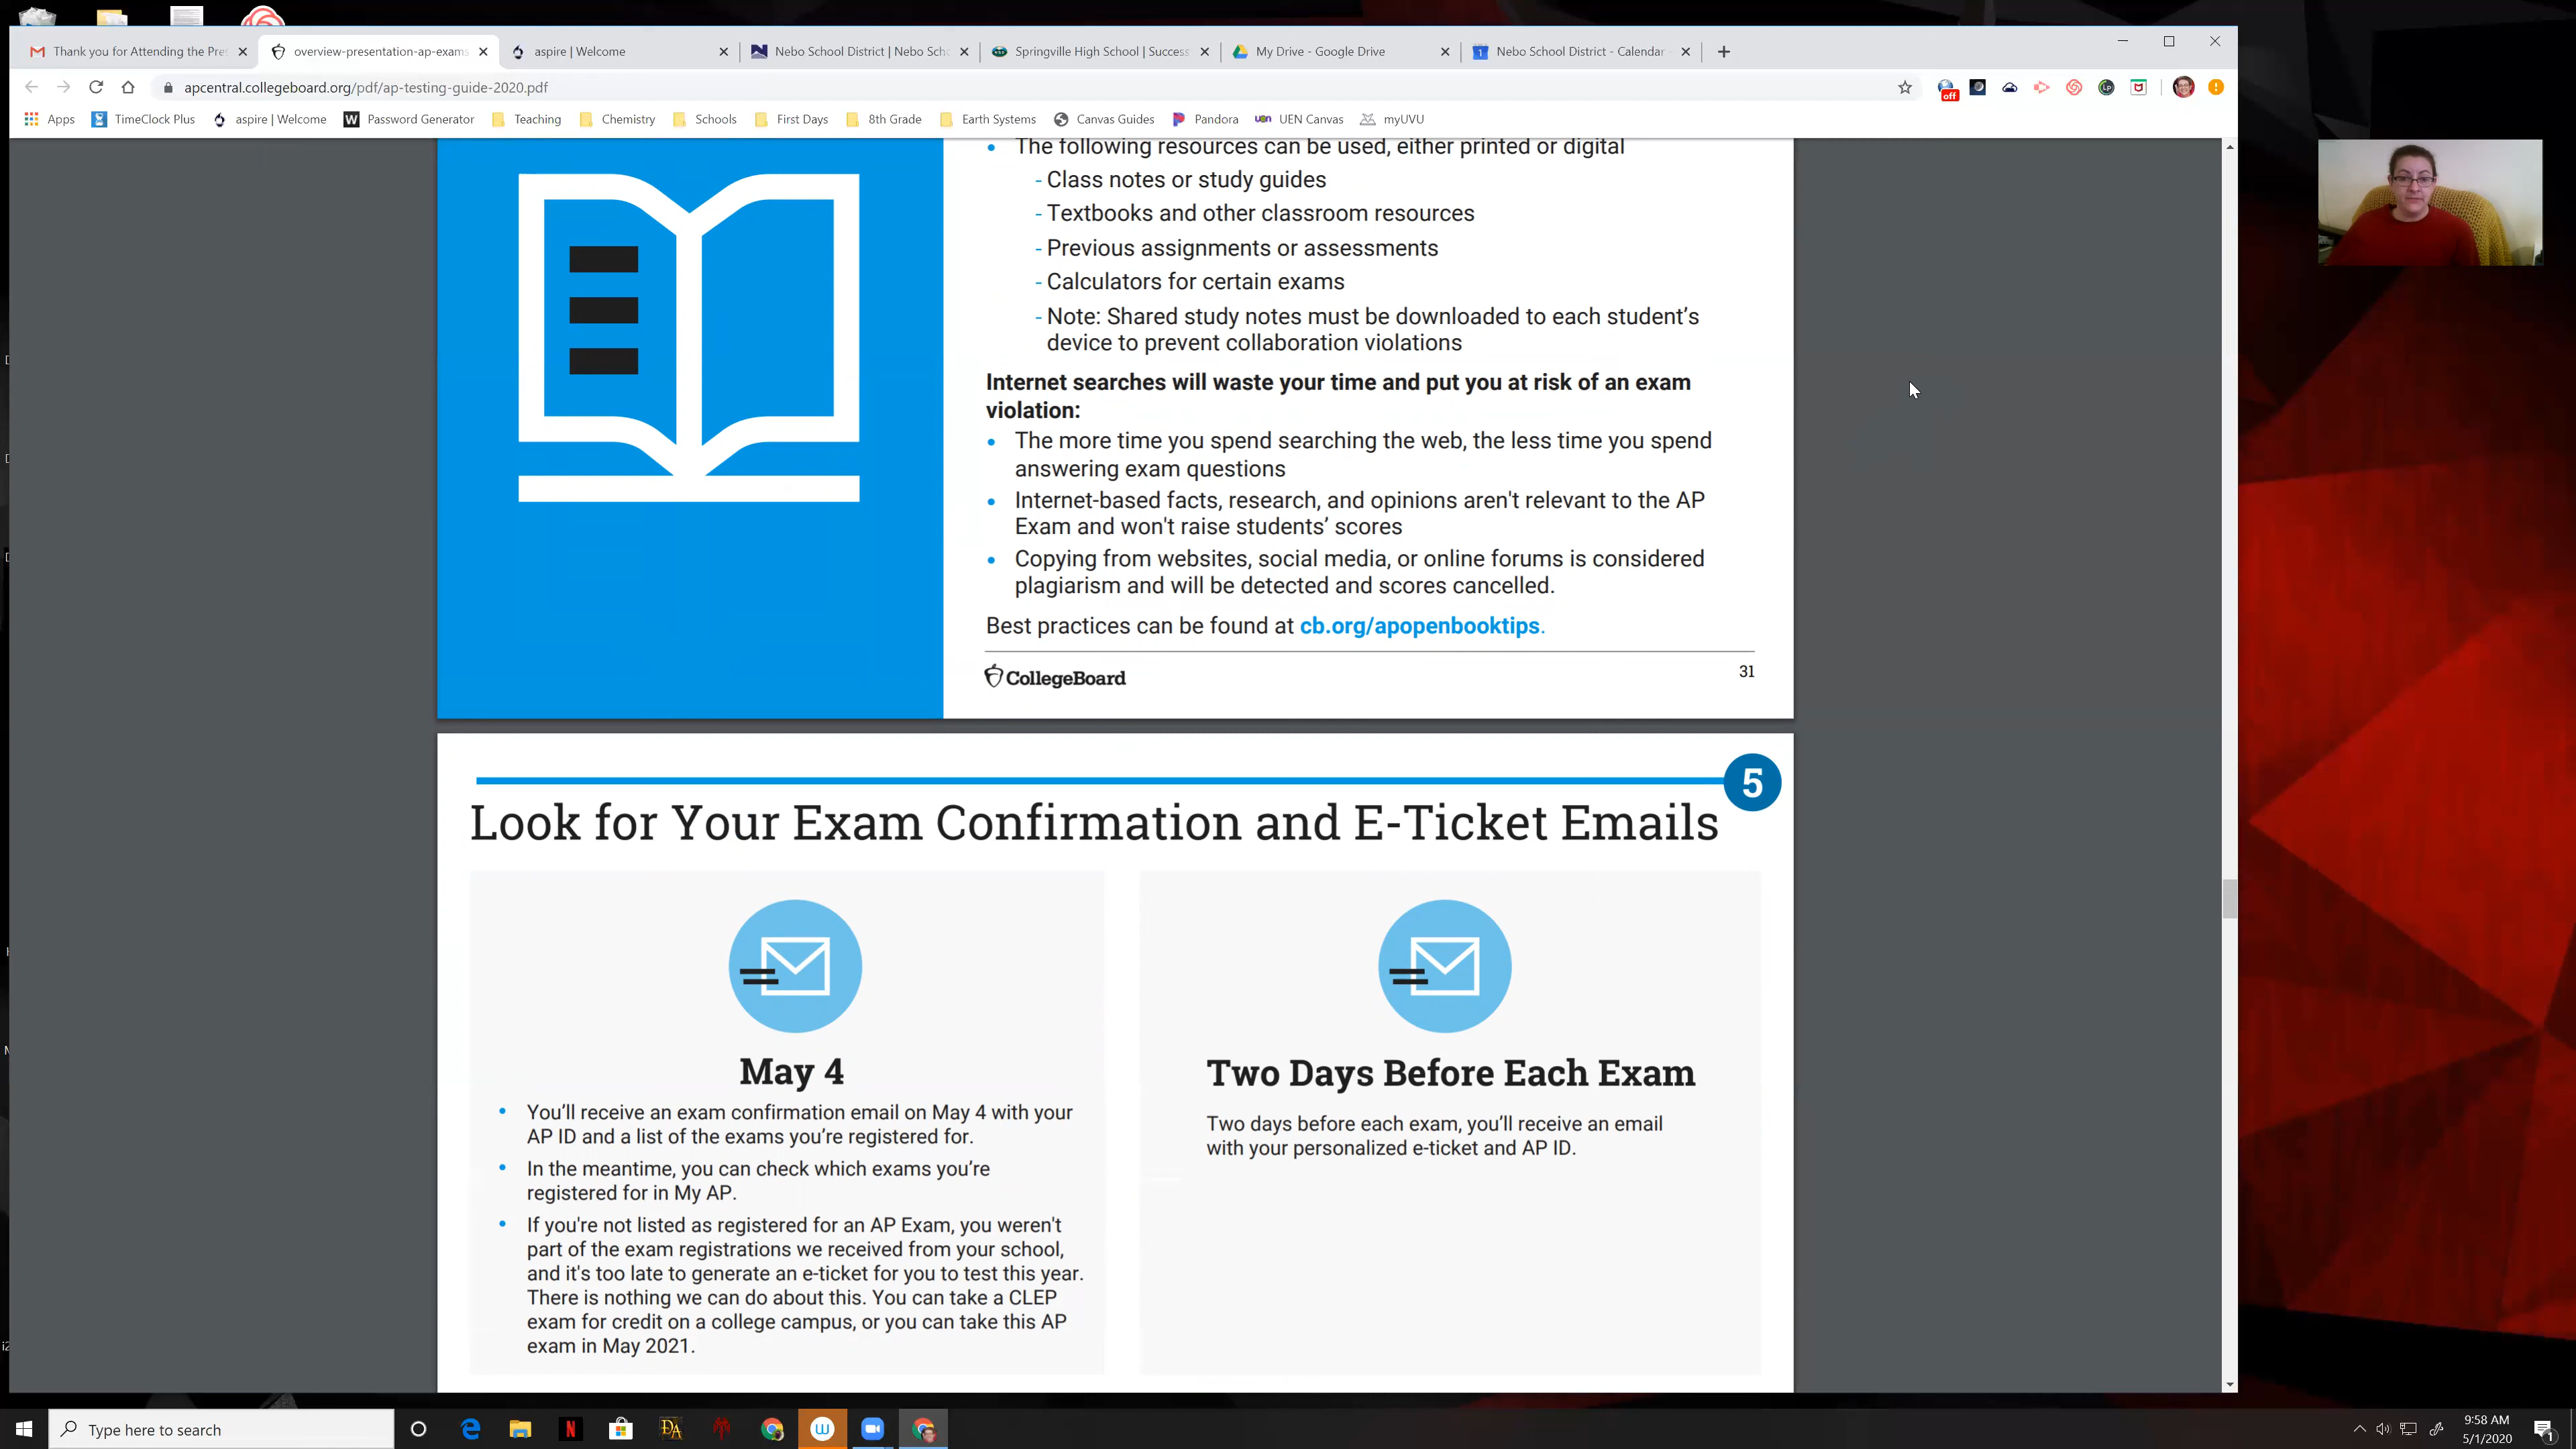 Thank you for Attending the Pre
overview-presentation-ap-exams
aspire | Welcome
Nebo School District | Nebo Sch
Springville High School | Success
My Drive - Google Drive
Nebo School District - Calendar
apcentral.collegeboard.org/pdf/ap-testing-guide-2020.pdf
off
Apps
TimeClock Plus
aspire | Welcome
Password Generator
Teaching
Chemistry
Schools
First Days
8th Grade
Earth Systems
Canvas Guides
Pandora
UEN Canvas
myUVU
• The following resources can be used, either printed or digital
- Class notes or study guides
- Textbooks and other classroom resources
- Previous assignments or assessments
- Calculators for certain exams
- Note: Shared study notes must be downloaded to each student's
device to prevent collaboration violations
Internet searches will waste your time and put you at risk of an exam
violation:
• The more time you spend searching the web, the less time you spend
answering exam questions
• Internet-based facts, research, and opinions aren't relevant to the AP
Exam and won't raise students' scores
• Copying from websites, social media, or online forums is considered
plagiarism and will be detected and scores cancelled.
Best practices can be found at cb.org/apopenbooktips.
CollegeBoard
31
5
Look for Your Exam Confirmation and E-Ticket Emails
May 4
• You'll receive an exam confirmation email on May 4 with your
AP ID and a list of the exams you're registered for.
• In the meantime, you can check which exams you're
registered for in My AP.
• If you're not listed as registered for an AP Exam, you weren't
part of the exam registrations we received from your school,
and it's too late to generate an e-ticket for you to test this year.
There is nothing we can do about this. You can take a CLEP
exam for credit on a college campus, or you can take this AP
exam in May 2021.
Two Days Before Each Exam
Two days before each exam, you'll receive an email
with your personalized e-ticket and AP ID.
Type here to search
9:58 AM
5/1/2020